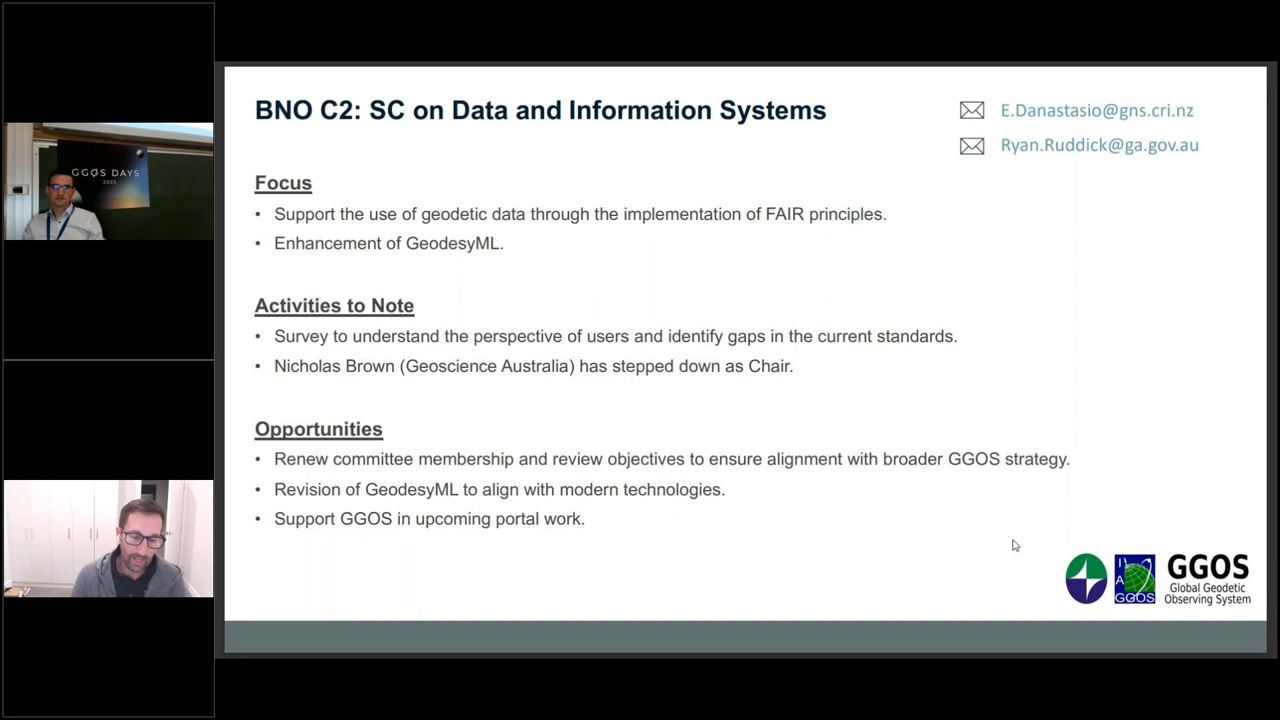 BNO C2: SC on Data and Information Systems
E.Danastasio@gns.cri.nz
Ryan.Ruddick@ga.gov.au
Focus
• Support the use of geodetic data through the implementation of FAIR principles.
• Enhancement of GeodesyML.
Activities to Note
• Survey to understand the perspective of users and identify gaps in the current standards.
• Nicholas Brown (Geoscience Australia) has stepped down as Chair.
Opportunities
• Renew committee membership and review objectives to ensure alignment with broader GGOS strategy.
• Revision of GeodesyML to align with modern technologies.
• Support GGOS in upcoming portal work.
GGOS DAYS
2023
IAG
GGOS
GGOS
Global Geodetic
Observing System